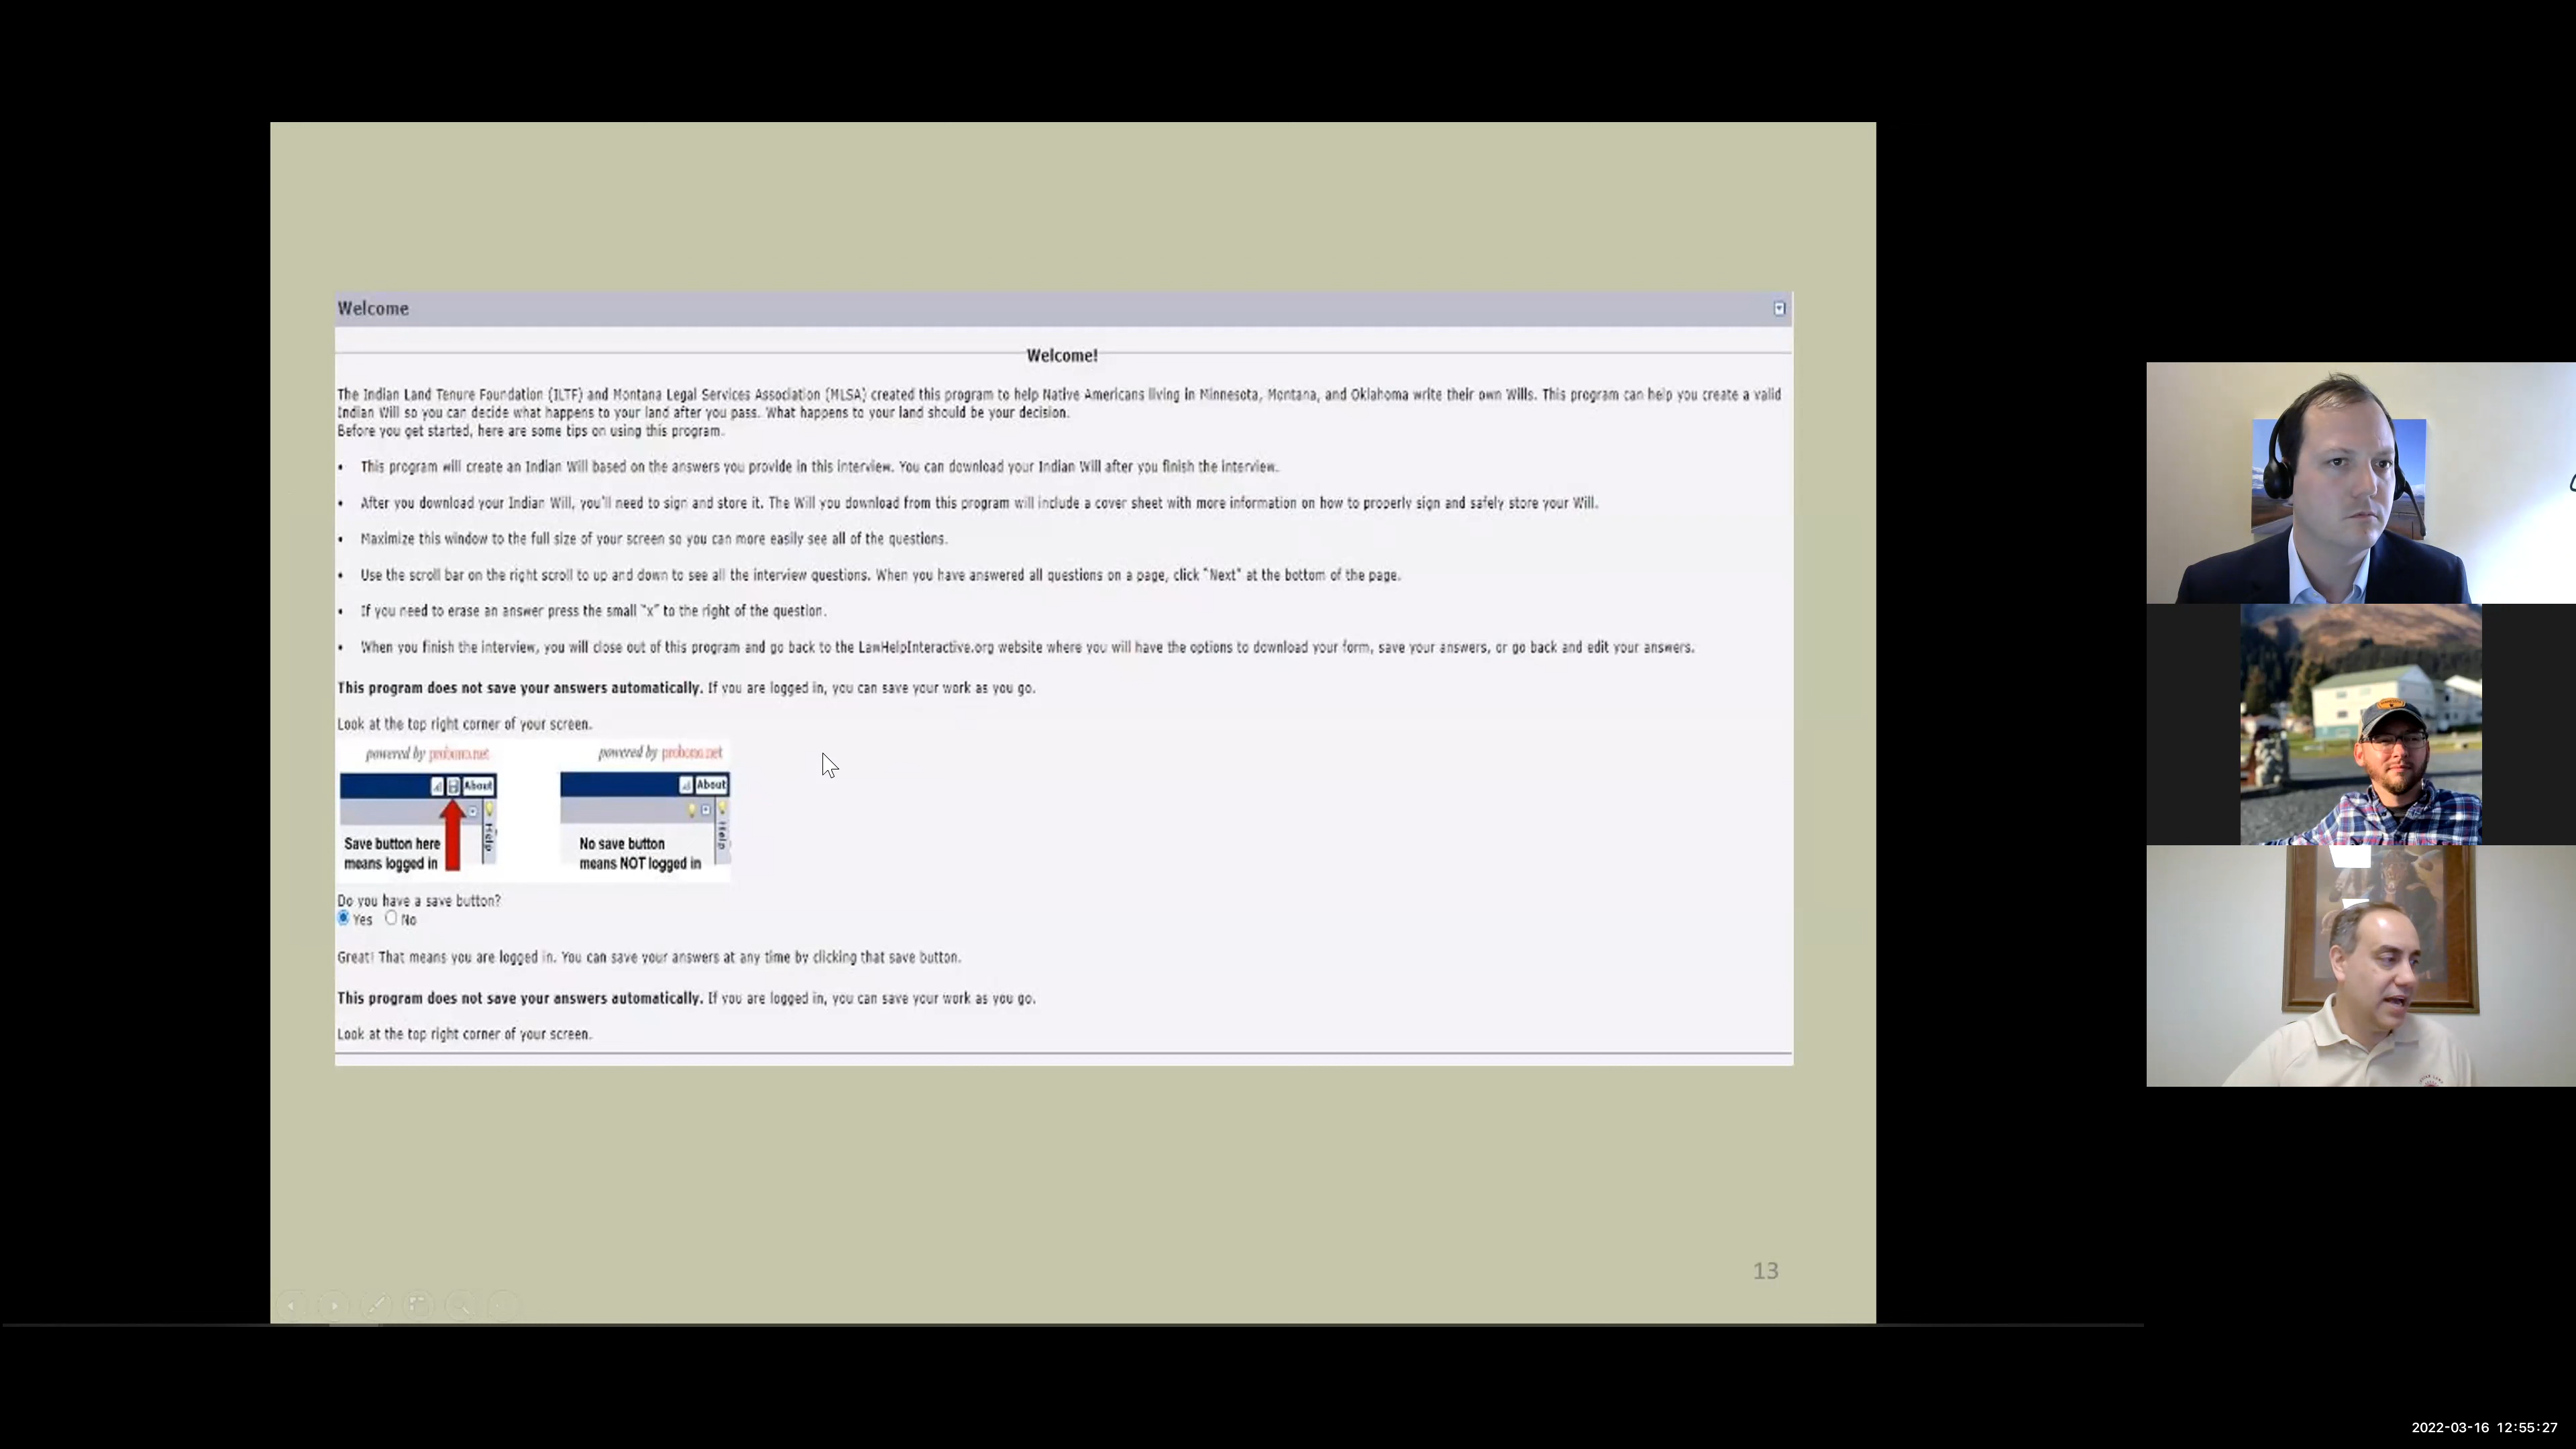 Welcome
Welcome!
The Indian Land Tenure Foundation (ILTF) and Montana Legal Services Association (MLSA) created this program to help Native Americans living in Minnesota, Montana, and Oklahoma write their own Wills. This program can help you create a valid
Indian Will so you can decide what happens to your land after you pass. What happens to your land should be your decision.
Before you get started, here are some tips on using this program.
• This program will create an Indian Will based on the answers you provide in this interview. You can download your Indian Will after you finish the interview.
• After you download your Indian Will, you'll need to sign and store it. The Will you download from this program will include a cover sheet with more information on how to properly sign and safely store your Will.
• Maximize this window to the full size of your screen so you can more easily see all of the questions.
• Use the scroll bar on the right scroll to up and down to see all the interview questions. When you have answered all questions on a page, click "Next" at the bottom of the page.
• If you need to erase an answer press the small "x" to the right of the question.
• When you finish the interview, you will close out of this program and go back to the LawHelpInteractive.org website where you will have the options to download your form, save your answers, or go back and edit your answers.
This program does not save your answers automatically. If you are logged in, you can save your work as you go.
Look at the top right corner of your screen.
powered by probono.net
About
Help
Save button here
means logged in
powered by probono.net
About
Help
No save button
means NOT logged in
Do you have a save button?
Yes No
Great! That means you are logged in. You can save your answers at any time by clicking that save button.
This program does not save your answers automatically. If you are logged in, you can save your work as you go.
Look at the top right corner of your screen.
13
2022-03-16 12:55:27